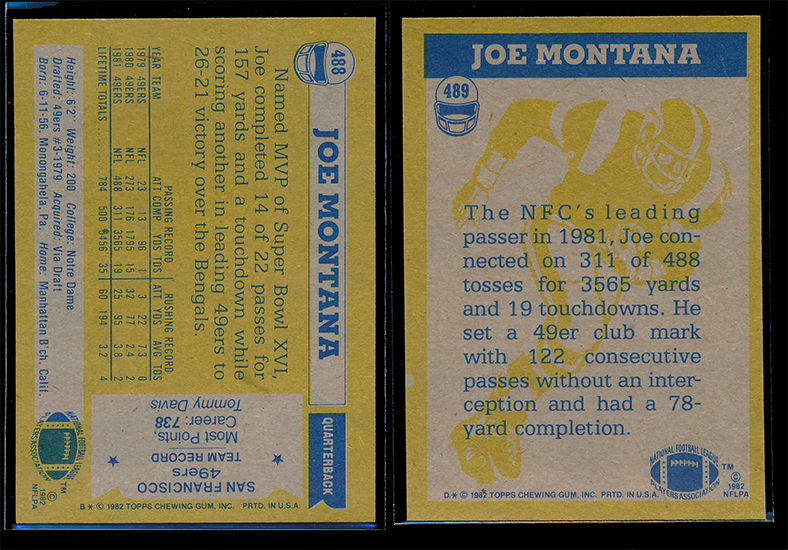 488
JOE MONTANA
QUARTERBACK
Named MVP of Super Bowl XVI,
Joe completed 14 of 22 passes for
157 yards and a touchdown while
scoring another in leading 49ers to
26-21 victory over the Bengals.
PASSING RECORD RUSHING RECORD
YEAR TEAM ATT COMP YDS TDS ATT YDS AVG TDS
1979 49ERS NFL 23 13 96 1 3 22 7.3 0
1980 49ERS NFL 273 176 1795 15 32 77 2.4 2
1981 49ERS NFL 488 311 3565 19 25 95 3.8 2
LIFETIME TOTALS 784 500 5456 35 60 194 3.2 4
Height: 6'2" Weight: 200 College: Notre Dame
Drafted: 49ers #3-1979 Acquired: Via Draft
Born: 6-11-56, Monongahela, Pa. Home: Manhattan B'ch, Calif.
SAN FRANCISCO
49ers
TEAM RECORD
Most Points,
Career: 738
Tommy Davis
NATIONAL FOOTBALL LEAGUE
PLAYERS ASSOCIATION
TM
© 1982
NFLPA
B* © 1982 TOPPS CHEWING GUM, INC. PRTD. IN U.S.A.
JOE MONTANA
489
The NFC's leading
passer in 1981, Joe con-
nected on 311 of 488
tosses for 3565 yards
and 19 touchdowns. He
set a 49er club mark
with 122 consecutive
passes without an inter-
ception and had a 78-
yard completion.
NATIONAL FOOTBALL LEAGUE
PLAYERS ASSOCIATION
TM
©
1982
NFLPA
D.* © 1982 TOPPS CHEWING GUM, INC. PRTD. IN U.S.A.